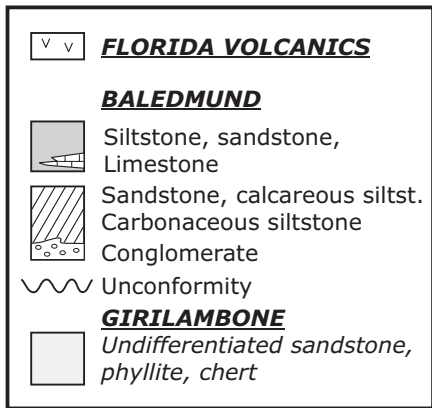 FLORIDA VOLCANICS
BALEDMUND
Siltstone, sandstone,
Limestone
Sandstone, calcareous siltst.
Carbonaceous siltstone
Conglomerate
Unconformity
GIRILAMBONE
Undifferentiated sandstone,
phyllite, chert